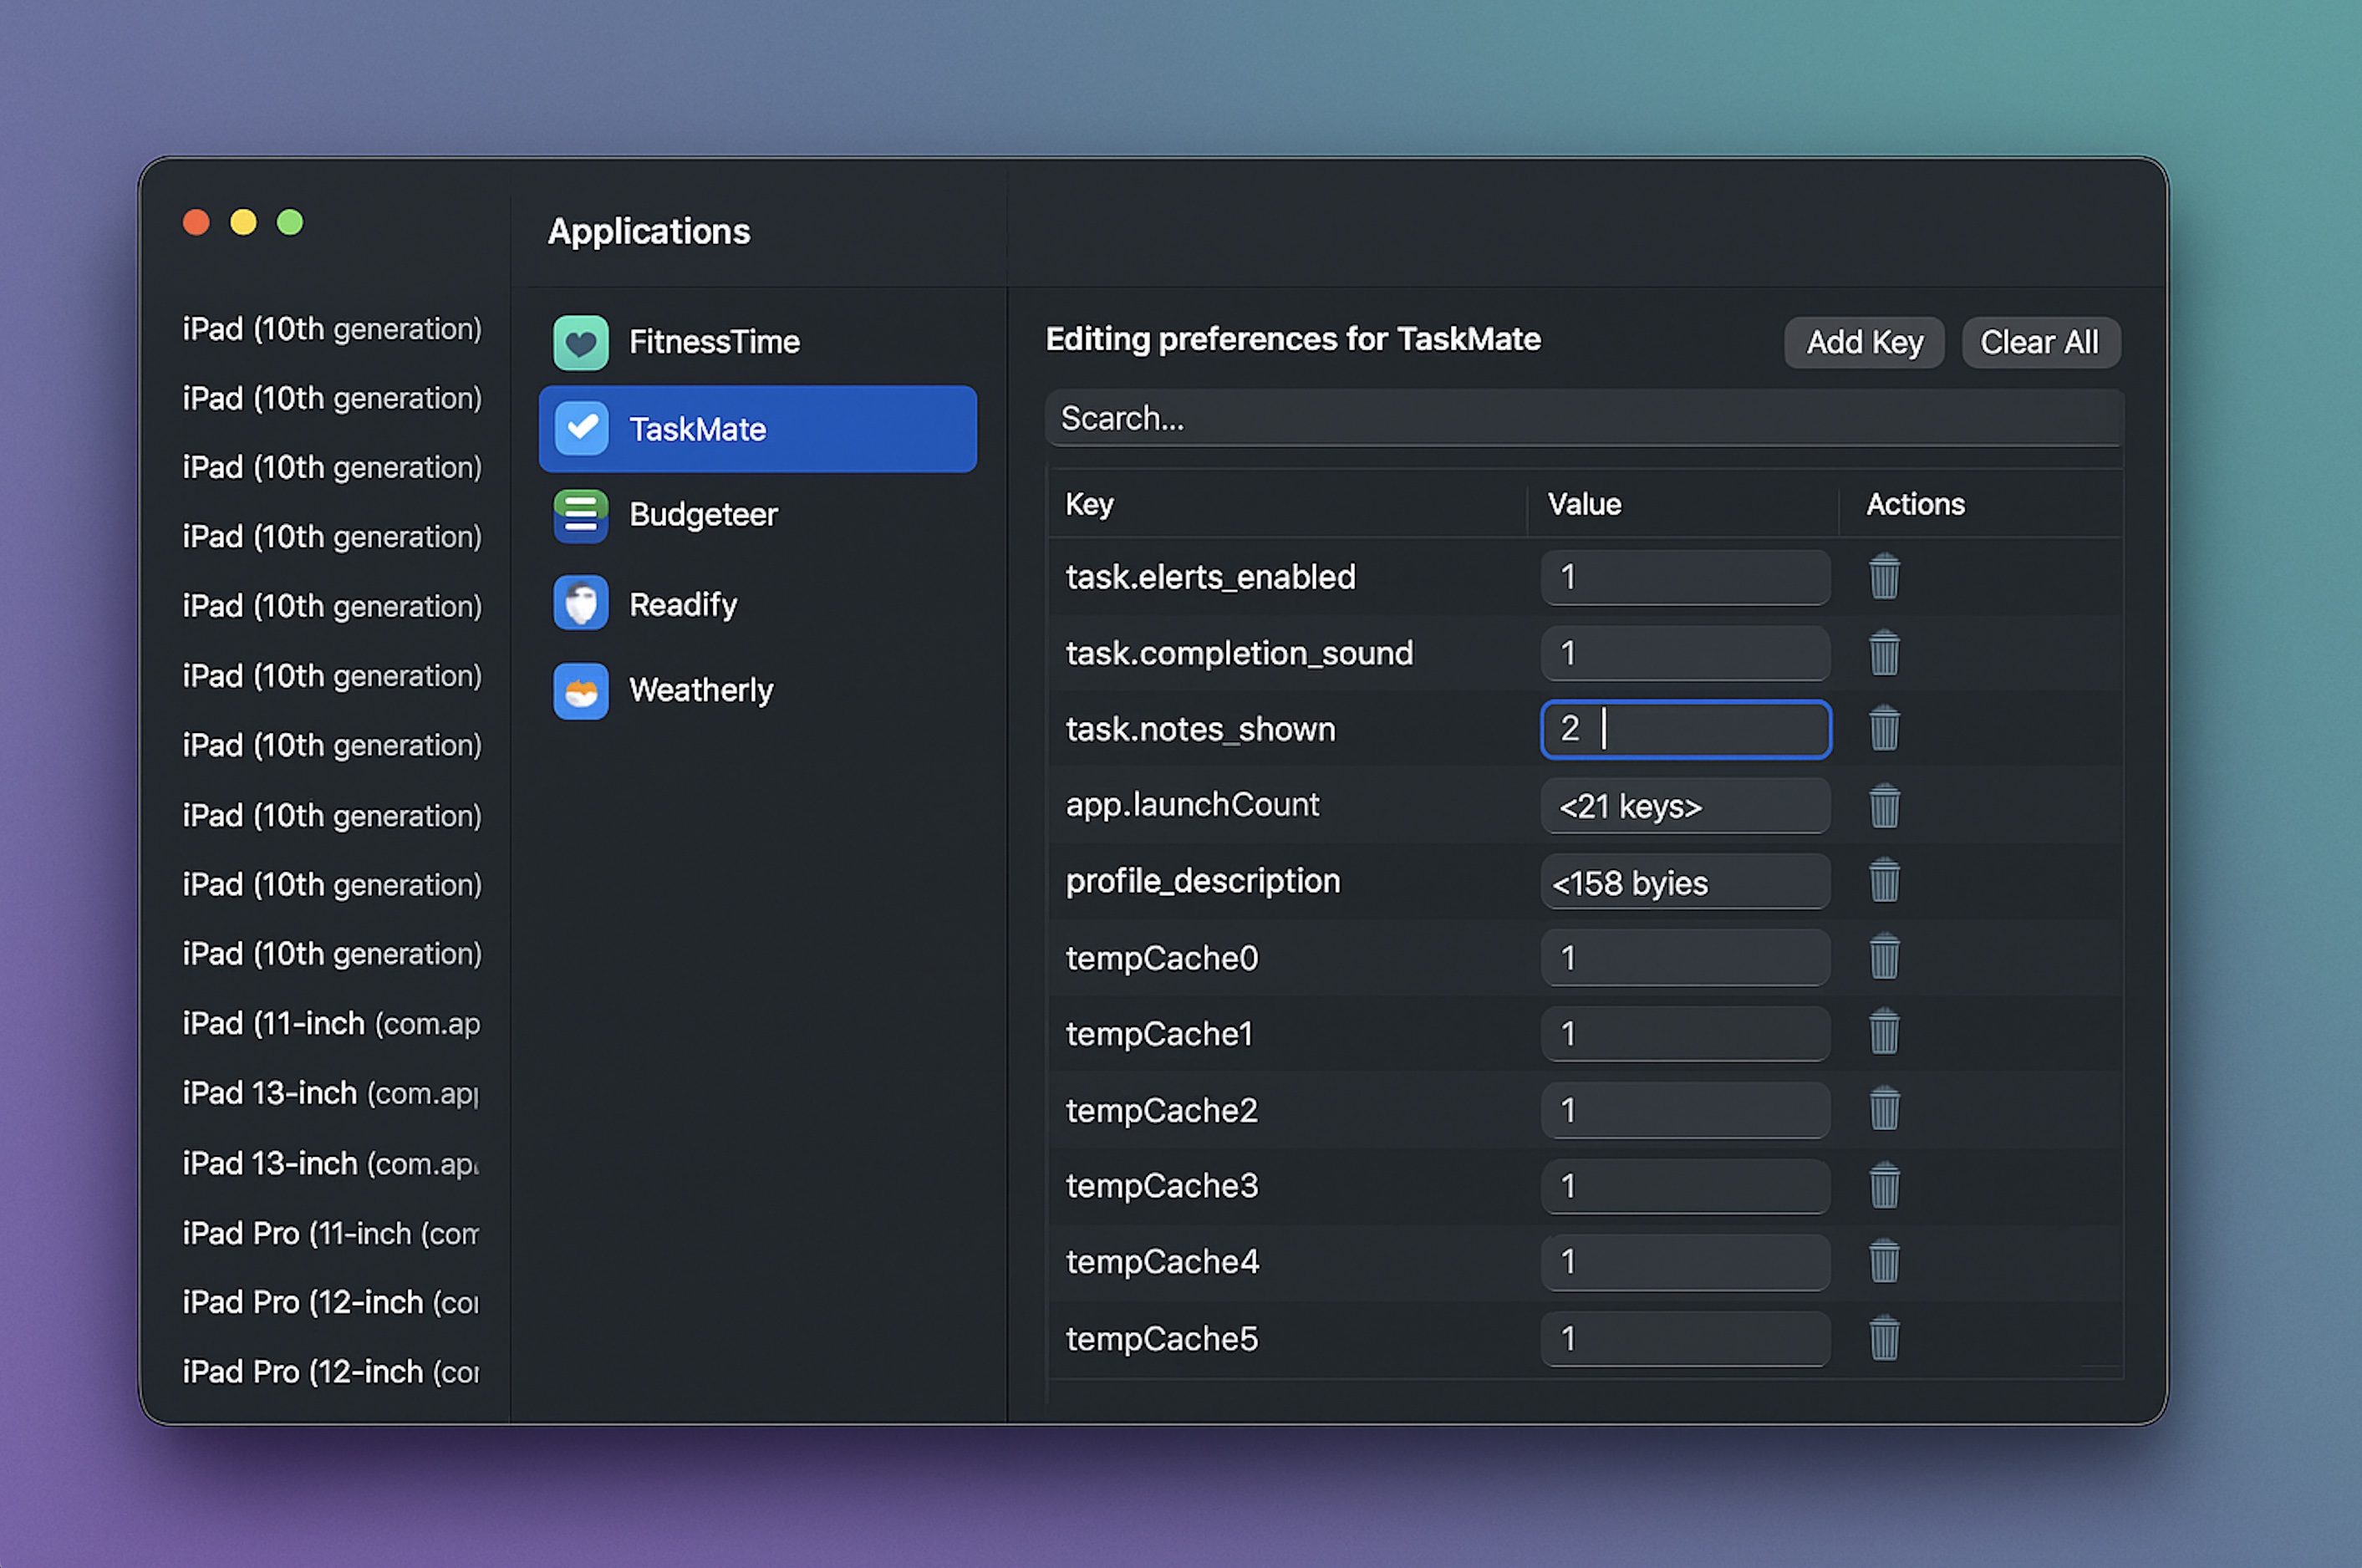 Applications
iPad (10th generation)
iPad (10th generation)
iPad (10th generation)
iPad (10th generation)
iPad (10th generation)
iPad (10th generation)
iPad (10th generation)
iPad (10th generation)
iPad (10th generation)
iPad (10th generation)
iPad (11-inch (com.ap
iPad 13-inch (com.app
iPad 13-inch (com.ap
iPad Pro (11-inch (com
iPad Pro (12-inch (co
iPad Pro (12-inch (co
FitnessTime
TaskMate
Budgeteer
Readify
Weatherly
Editing preferences for TaskMate
Add Key
Clear All
Scarch...
Key Value Actions
task.elerts_enabled 1
task.completion_sound 1
task.notes_shown 2
app.launchCount <21 keys>
profile_description <158 byies
tempCache0 1
tempCache1 1
tempCache2 1
tempCache3 1
tempCache4 1
tempCache5 1